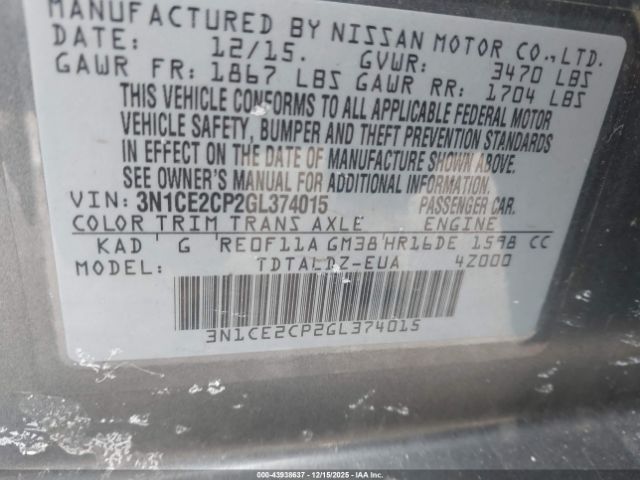 MANUFACTURED BY NISSAN MOTOR CO., LTD.
DATE: 12/15. GVWR: 3470 LBS
GAWR FR: 1867 LBS GAWR RR: 1704 LBS
THIS VEHICLE CONFORMS TO ALL APPLICABLE FEDERAL MOTOR
VEHICLE SAFETY, BUMPER AND THEFT PREVENTION STANDARDS
IN EFFECT ON THE DATE OF MANUFACTURE SHOWN ABOVE.
SEE OWNER'S MANUAL FOR ADDITIONAL INFORMATION.
VIN: 3N1CE2CP2GL374015 PASSENGER CAR.
COLOR TRIM TRANS AXLE ENGINE
KAD G RE0F11A GM38 HR16DE 1598 CC
MODEL: TDTALDZ-EUA 4Z000
3N1CE2CP2GL374015
© 000-43938637 12/15/2025 - IAAI.COM